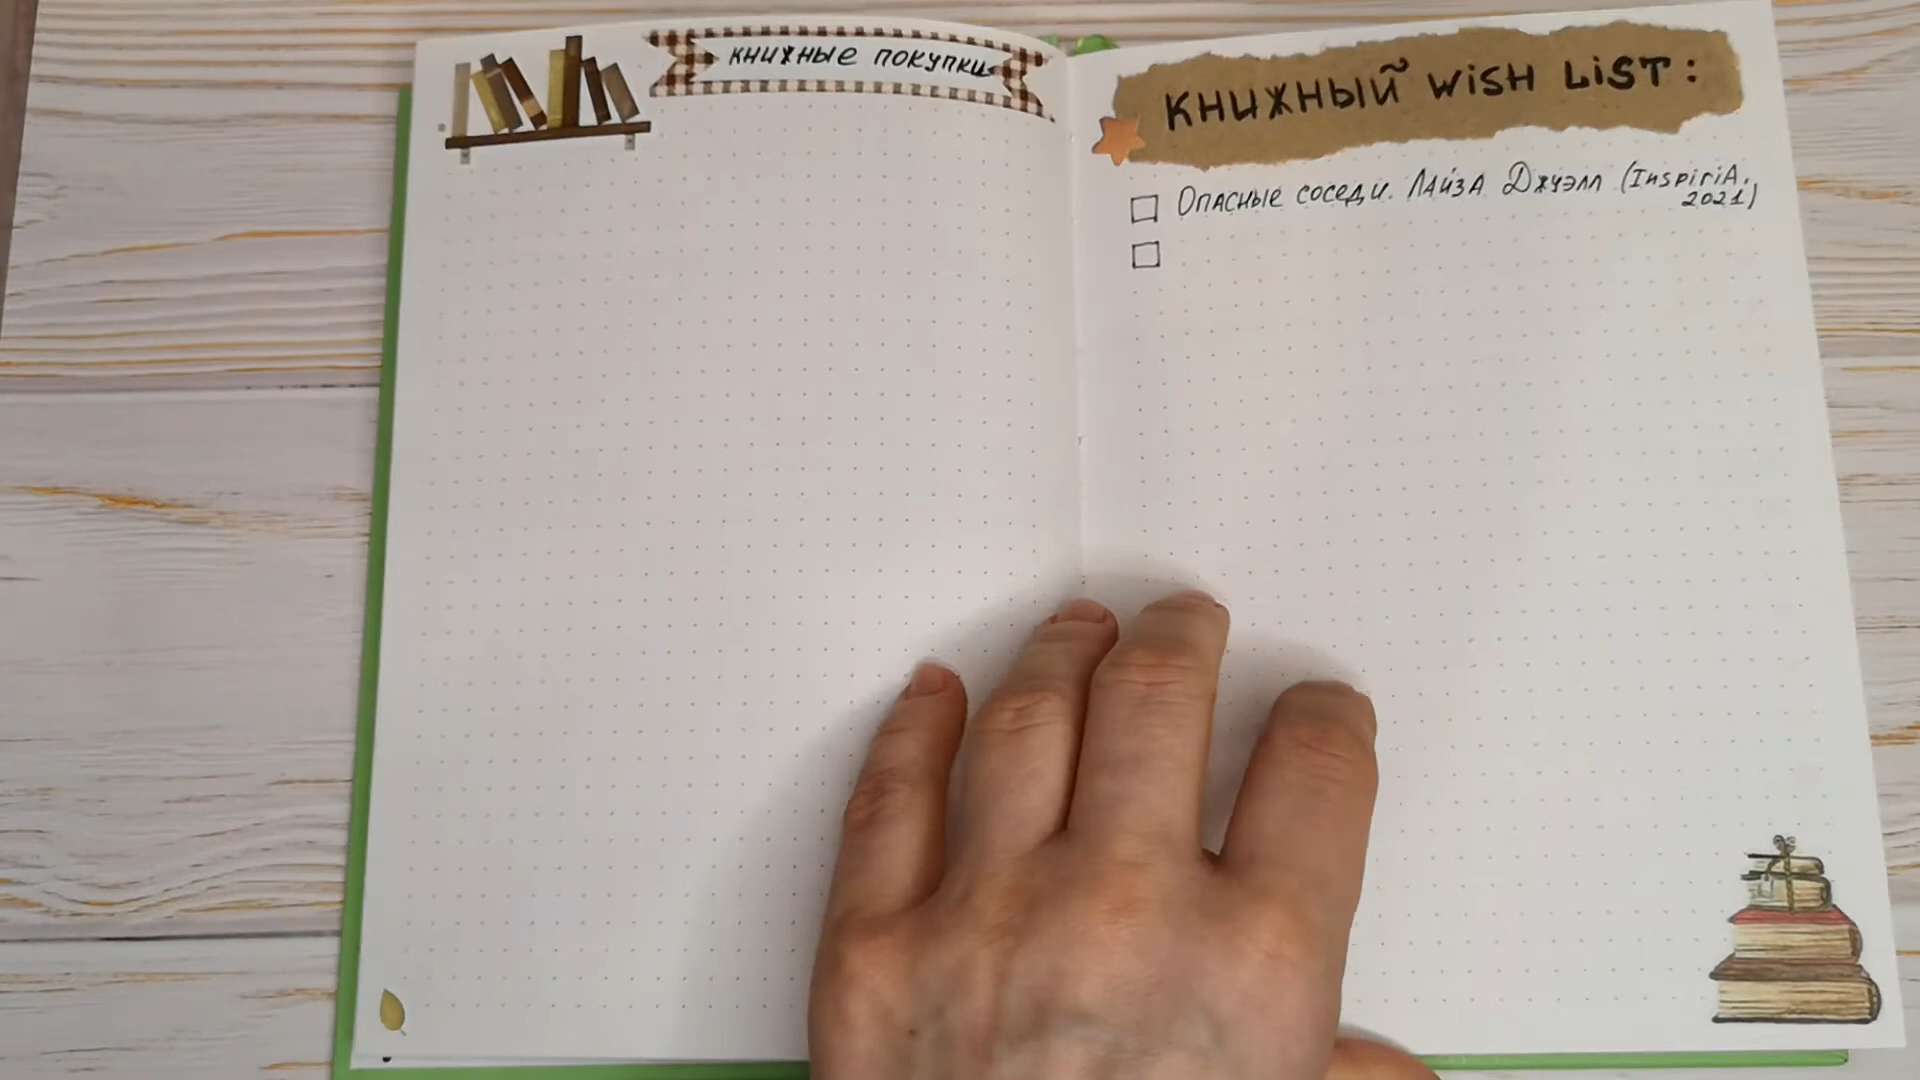 книжные покупки
КНИЖНЫЙ WiSH LiST:
Опасные соседи. Лайза Джуэлл (InspiriA,
2021)